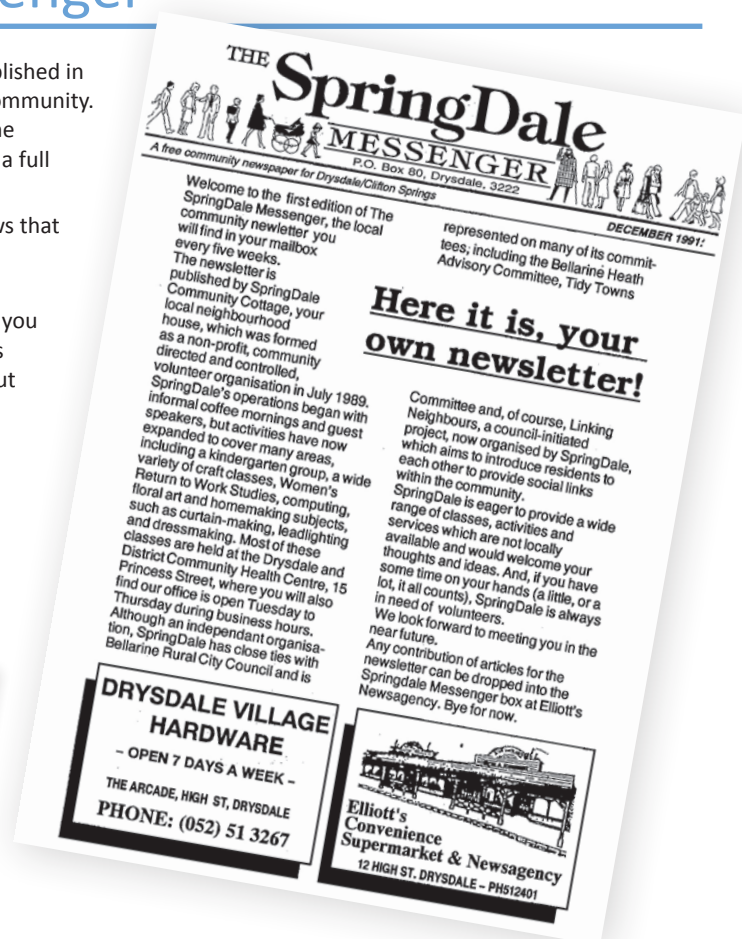 enger
lished in
ommunity.
ne
a full
ws that
you
s
ut
THE SpringDale
MESSENGER
P.O. Box 80, Drysdale, 3222
A free community newspaper for Drysdale/Clifton Springs
DECEMBER 1991:
Welcome to the first edition of The
SpringDale Messenger, the local
community newletter you
will find in your mailbox
every five weeks.
The newsletter is
published by SpringDale
Community Cottage, your
local neighbourhood
house, which was formed
as a non-profit, community
directed and controlled,
volunteer organisation in July 1989.
SpringDale's operations began with
informal coffee mornings and guest
speakers, but activities have now
expanded to cover many areas,
including a kindergarten group, a wide
variety of craft classes, Women's
Return to Work Studies, computing,
floral art and homemaking subjects,
such as curtain-making, leadlighting
and dressmaking. Most of these
classes are held at the Drysdale and
District Community Health Centre, 15
Princess Street, where you will also
find our office is open Tuesday to
Thursday during business hours.
Although an independant organisa-
tion, SpringDale has close ties with
Bellarine Rural City Council and is
represented on many of its commit-
tees; including the Bellarine Heath
Advisory Committee, Tidy Towns
Here it is, your
own newsletter!
Committee and, of course, Linking
Neighbours, a council-initiated
project, now organised by SpringDale,
which aims to introduce residents to
each other to provide social links
within the community.
SpringDale is eager to provide a wide
range of classes, activities and
services which are not locally
available and would welcome your
thoughts and ideas. And, if you have
some time on your hands (a little, or a
lot, it all counts), SpringDale is always
in need of volunteers.
We look forward to meeting you in the
near future.
Any contribution of articles for the
newsletter can be dropped into the
Springdale Messenger box at Elliott's
Newsagency. Bye for now.
DRYSDALE VILLAGE
HARDWARE
– OPEN 7 DAYS A WEEK –
THE ARCADE, HIGH ST, DRYSDALE
PHONE: (052) 51 3267
Elliott's
Convenience
Supermarket & Newsagency
12 HIGH ST. DRYSDALE – PH512401